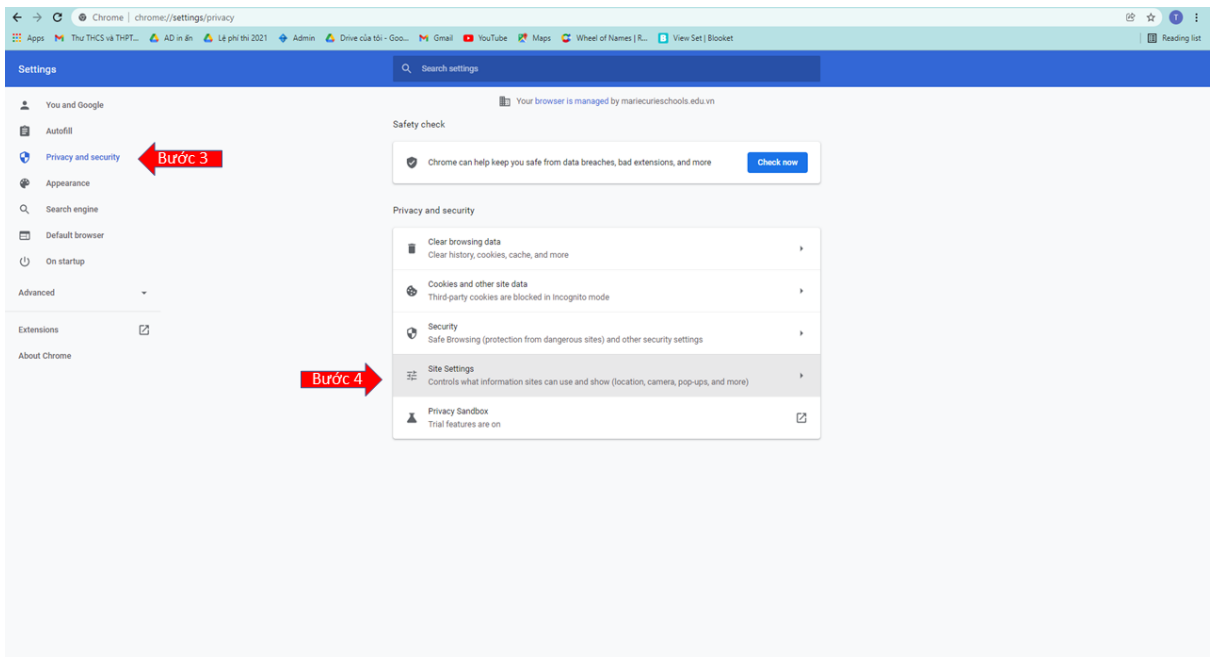 Chrome | chrome://settings/privacy
T
Apps Thư THCS và THPT... AD in ấn Lệ phí thi 2021 Admin Drive của tôi - Goo... Gmail YouTube Maps Wheel of Names | R... View Set | Blooket Reading list
Settings
Search settings
You and Google
Autofill
Privacy and security
Bước 3
Appearance
Search engine
Default browser
On startup
Advanced
Extensions
About Chrome
Your browser is managed by mariecurieschools.edu.vn
Safety check
Chrome can help keep you safe from data breaches, bad extensions, and more
Check now
Privacy and security
Clear browsing data
Clear history, cookies, cache, and more
Cookies and other site data
Third-party cookies are blocked in Incognito mode
Security
Safe Browsing (protection from dangerous sites) and other security settings
Bước 4
Site Settings
Controls what information sites can use and show (location, camera, pop-ups, and more)
Privacy Sandbox
Trial features are on